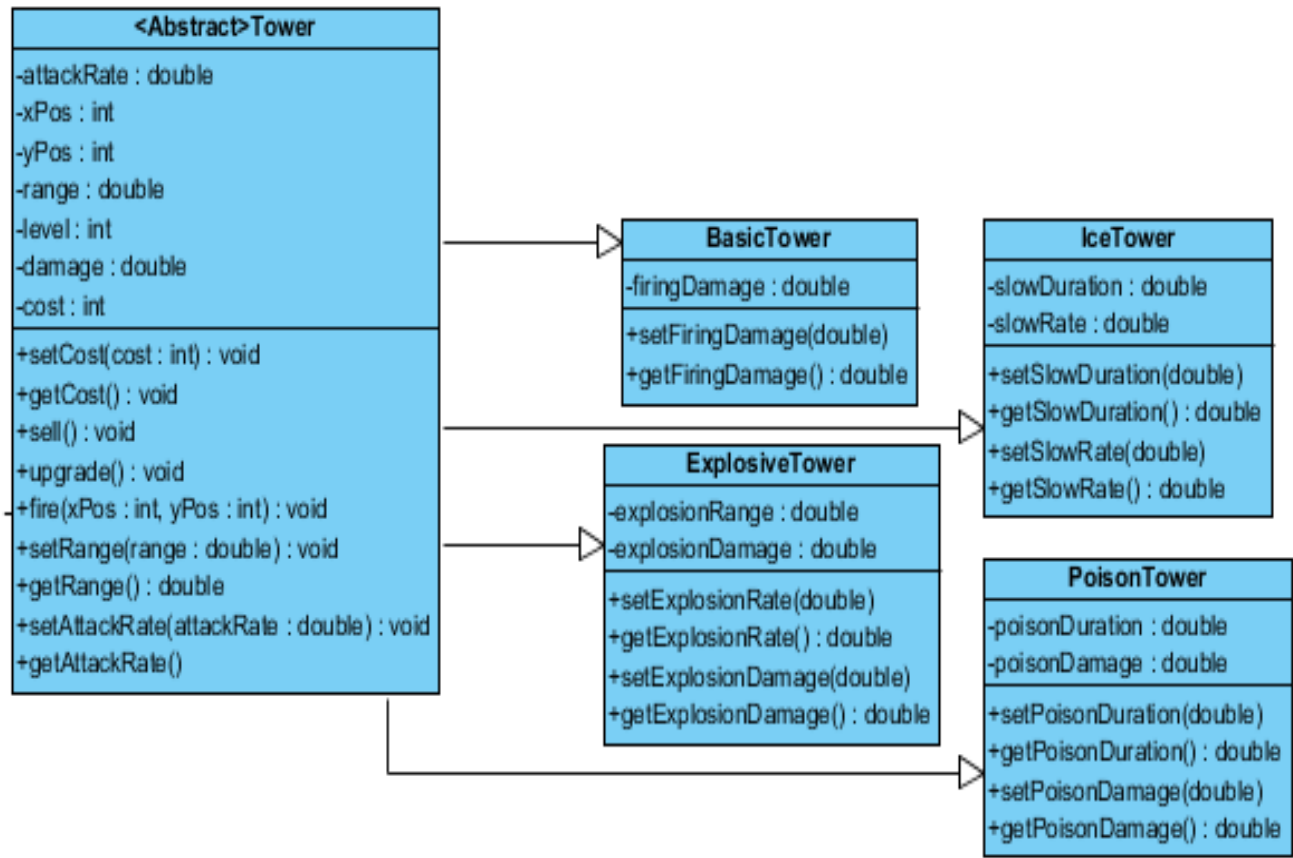 <Abstract>Tower
-attackRate : double
-xPos : int
-yPos : int
-range : double
-level : int
-damage : double
-cost : int
+setCost(cost : int) : void
+getCost() : void
+sell() : void
+upgrade() : void
+fire(xPos : int, yPos : int) : void
+setRange(range : double) : void
+getRange() : double
+setAttackRate(attackRate : double) : void
+getAttackRate()
BasicTower
-firingDamage : double
+setFiringDamage(double)
+getFiringDamage() : double
IceTower
-slowDuration : double
-slowRate : double
+setSlowDuration(double)
+getSlowDuration() : double
+setSlowRate(double)
+getSlowRate() : double
ExplosiveTower
-explosionRange : double
-explosionDamage : double
+setExplosionRate(double)
+getExplosionRate() : double
+setExplosionDamage(double)
+getExplosionDamage() : double
PoisonTower
-poisonDuration : double
-poisonDamage : double
+setPoisonDuration(double)
+getPoisonDuration() : double
+setPoisonDamage(double)
+getPoisonDamage() : double